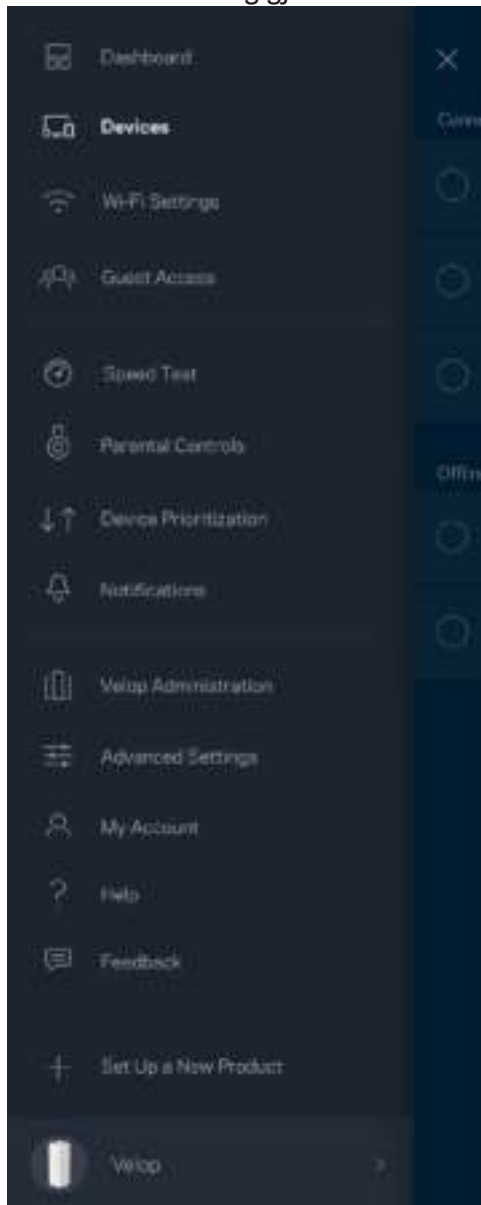 Dashboard
Devices
Wi-Fi Settings
Guest Access
Speed Test
Parental Controls
Device Prioritization
Notifications
Velop Administration
Advanced Settings
My Account
Help
Feedback
Set Up a New Product
Velop